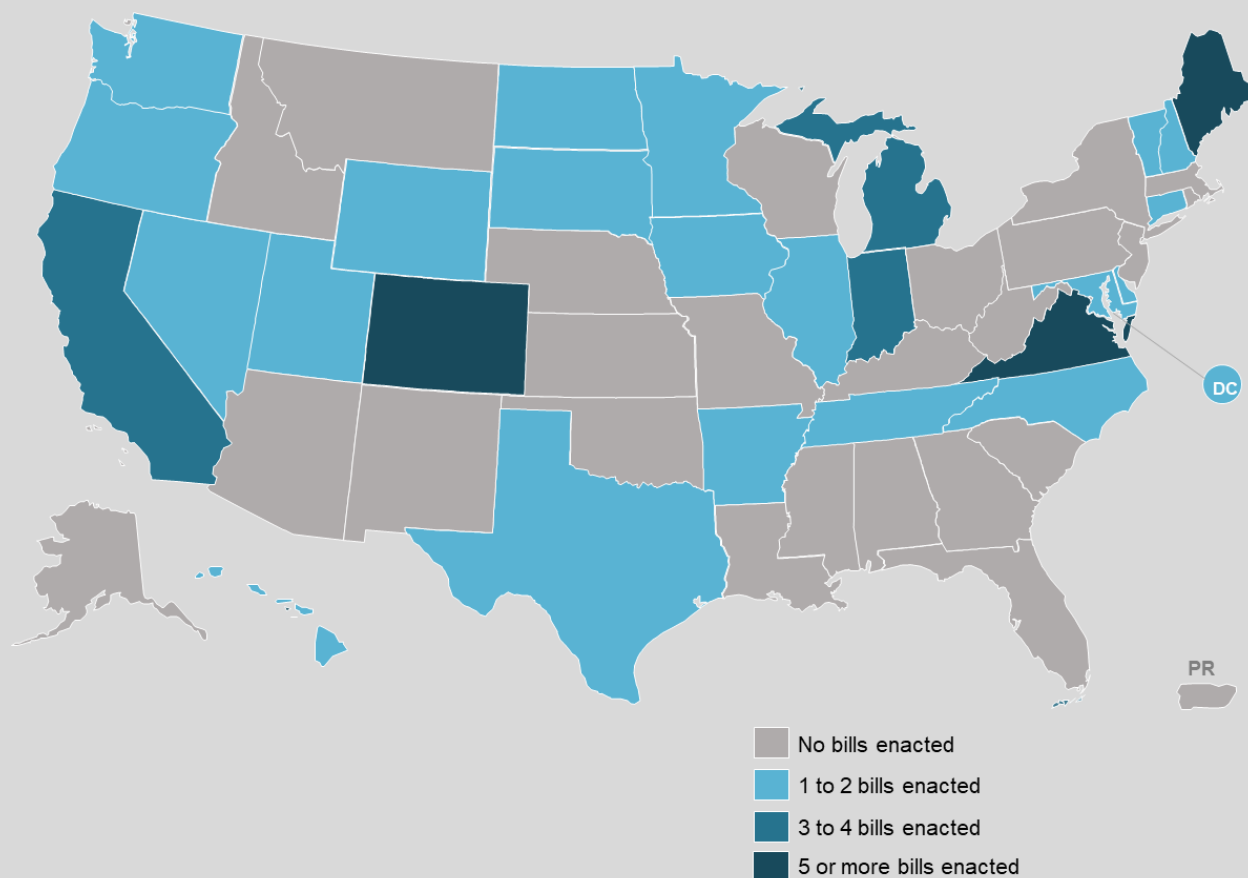 DC
PR
No bills enacted
1 to 2 bills enacted
3 to 4 bills enacted
5 or more bills enacted